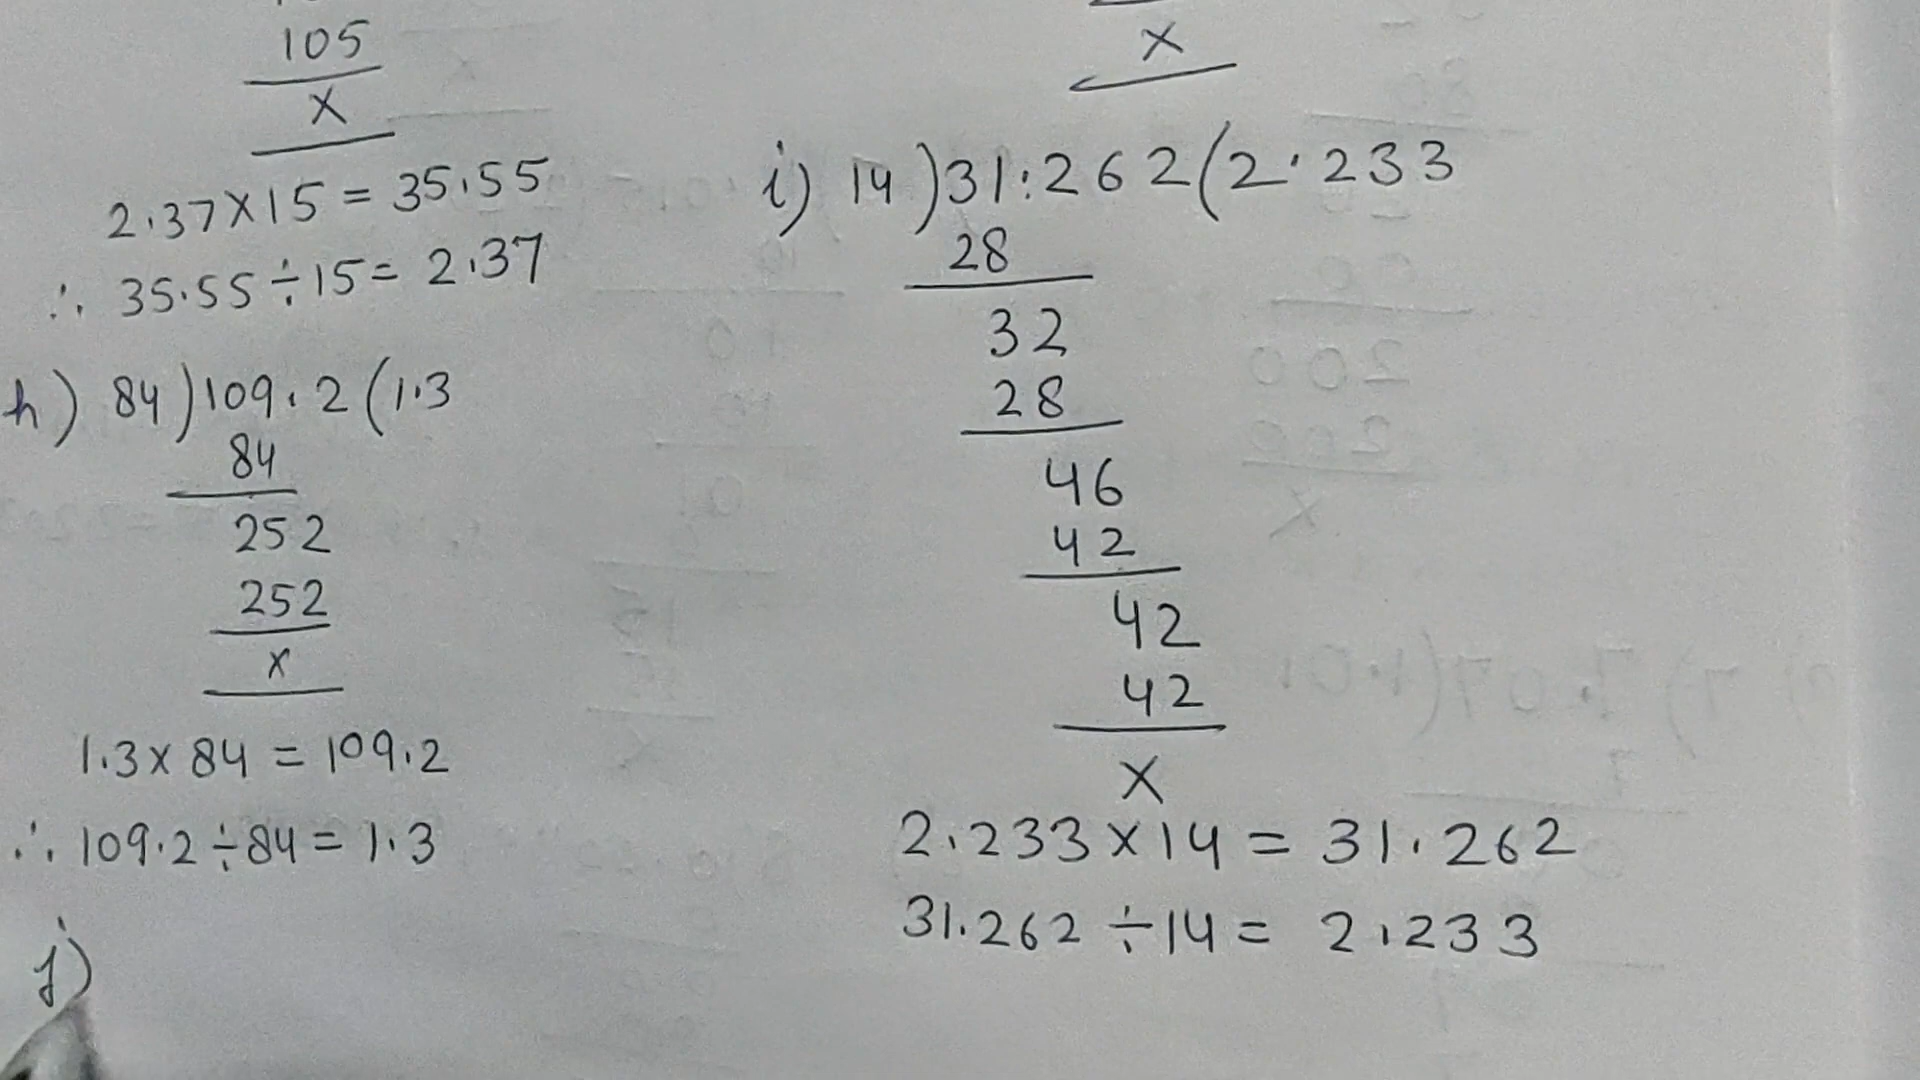 105
x
2.37x15 = 35.55
∴ 35.55÷15= 2.37
h) 84)109.2(1.3
84
252
252
x
1.3x84 = 109.2
∴ 109.2÷84= 1.3
j)
x
i) 14)31.262(2.233
28
32
28
46
42
42
42
x
2.233x14 = 31.262
31.262÷14= 2.233